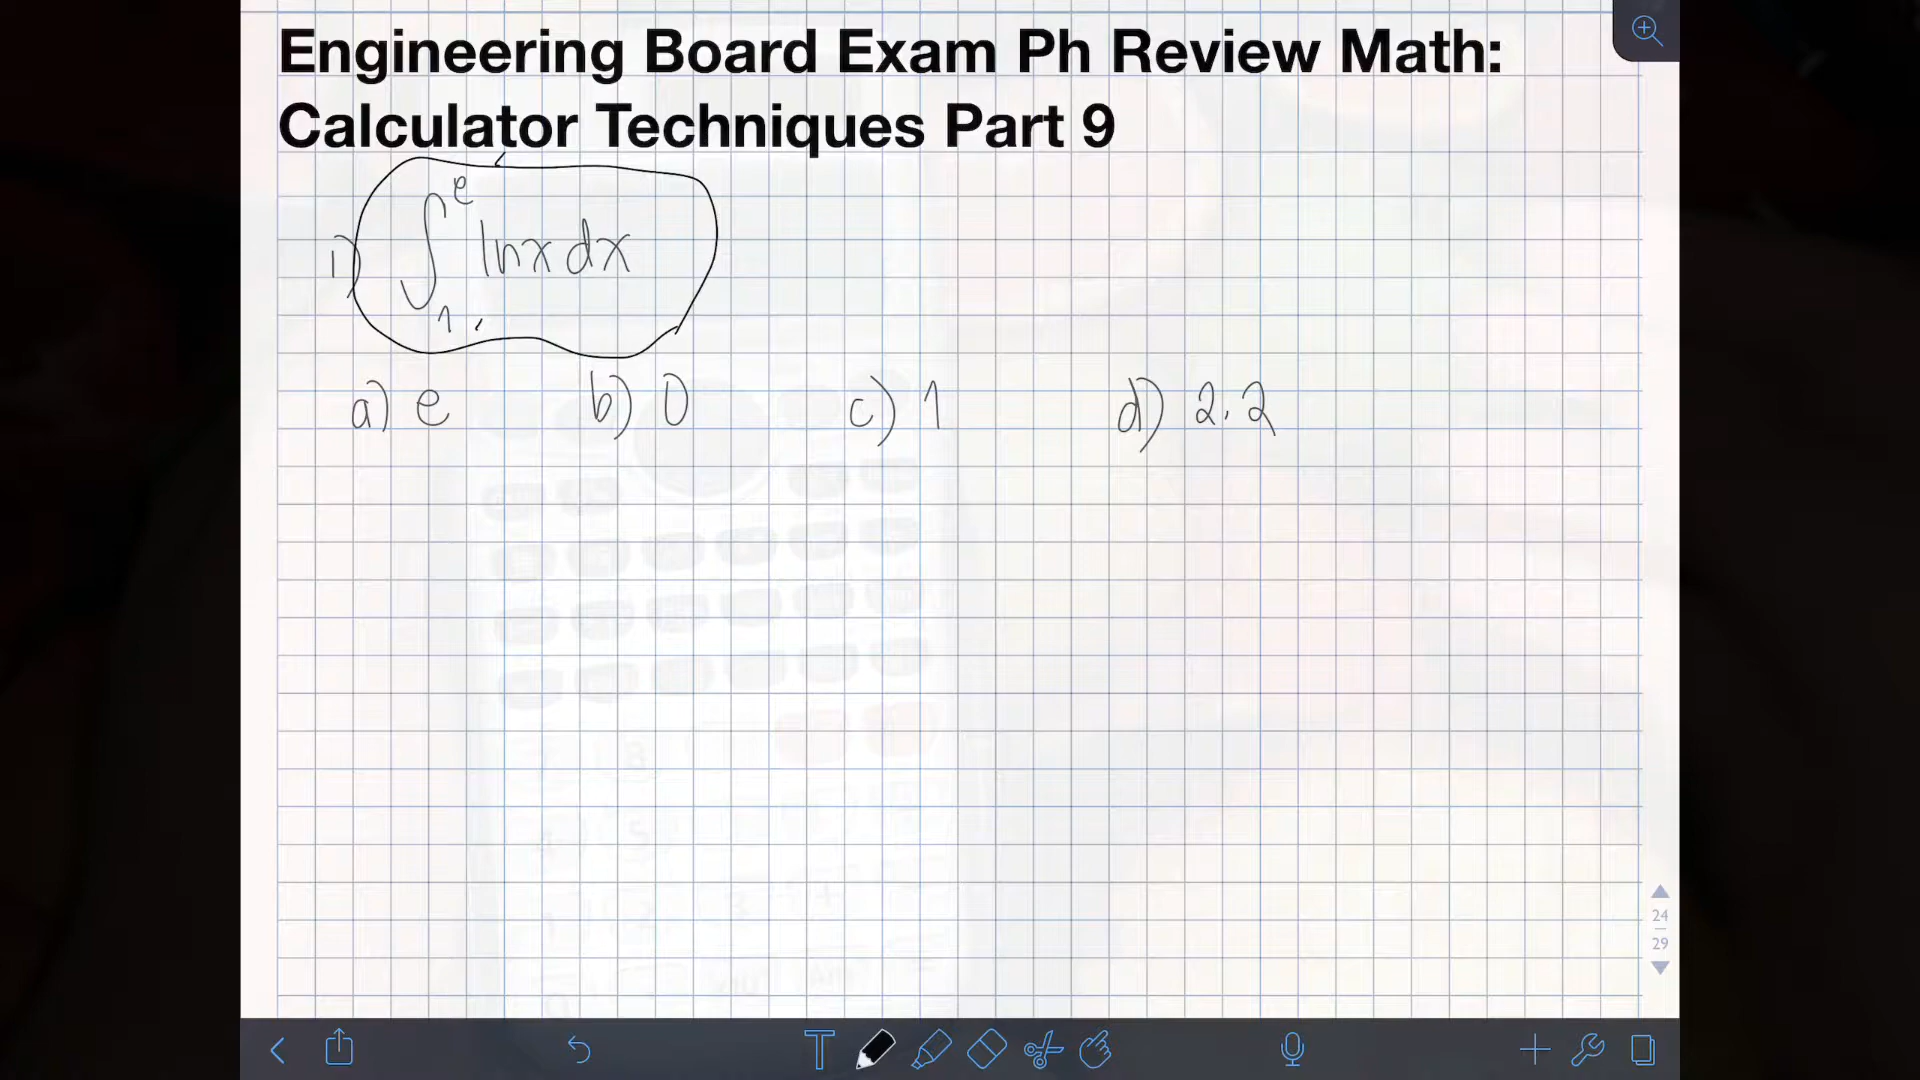 Engineering Board Exam Ph Review Math:
Calculator Techniques Part 9
1) ∫₁ᵉ lnx dx
a) e b) 0 c) 1 d) 2.2
24
29